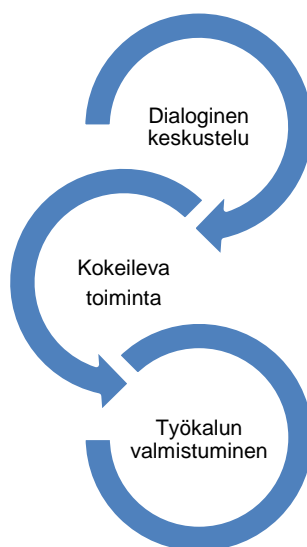 Dialoginen
keskustelu
Kokeileva
toiminta
Työkalun
valmistuminen